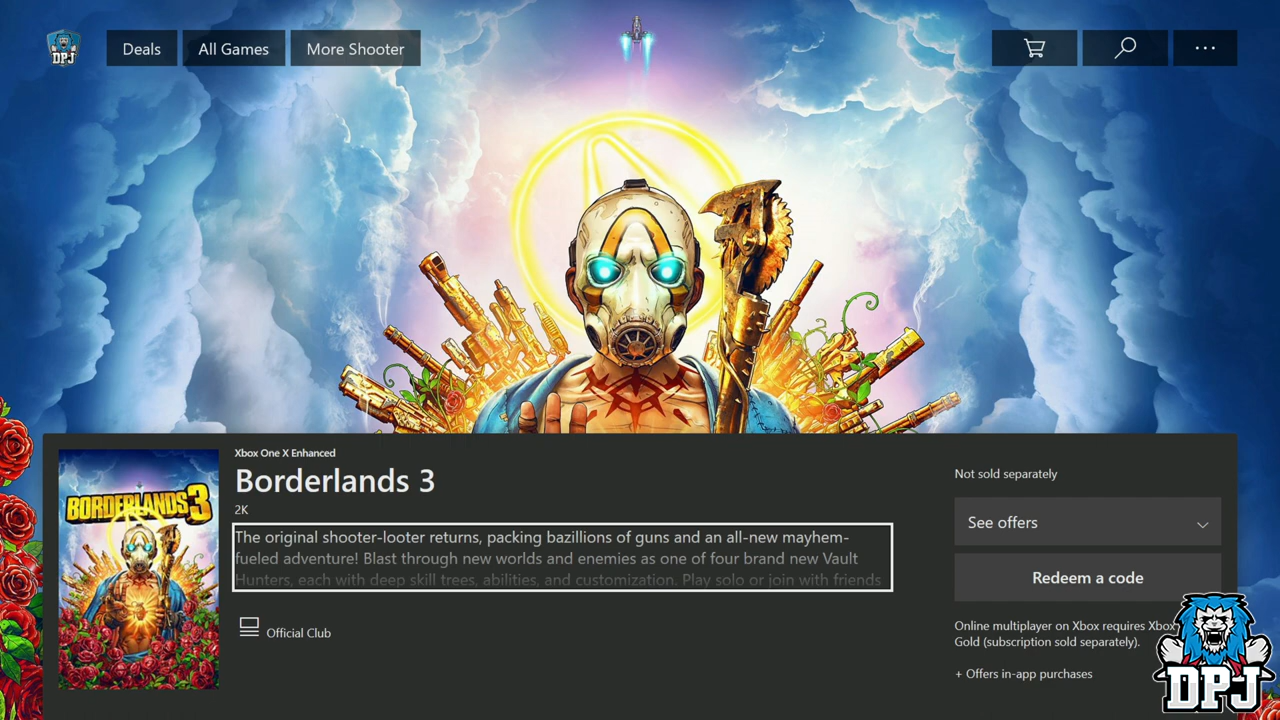 DPJ
Deals
All Games
More Shooter
Xbox One X Enhanced
Borderlands 3
2K
The original shooter-looter returns, packing bazillions of guns and an all-new mayhem-
fueled adventure! Blast through new worlds and enemies as one of four brand new Vault
Hunters, each with deep skill trees, abilities, and customization. Play solo or join with friends
Official Club
BORDERLANDS 3
Not sold separately
See offers
Redeem a code
Online multiplayer on Xbox requires Xbox
Gold (subscription sold separately).
+ Offers in-app purchases
DPJ